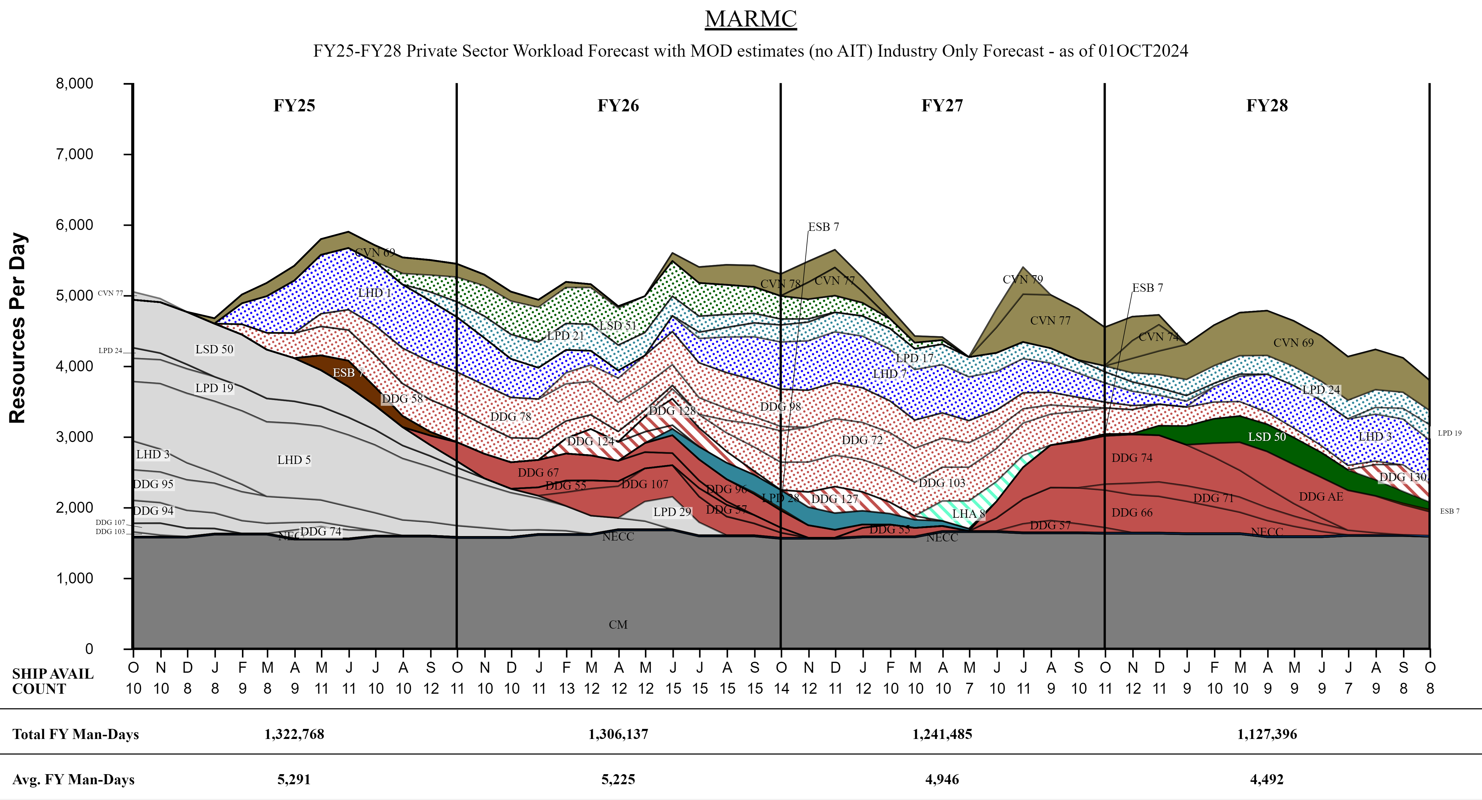 MARMC
FY25-FY28 Private Sector Workload Forecast with MOD estimates (no AIT) Industry Only Forecast - as of 01OCT2024
Resources Per Day
8,000
7,000
6,000
5,000
4,000
3,000
2,000
1,000
0
FY25 FY26 FY27 FY28
CVN 77
LPD 24
LHD 3
DDG 95
DDG 94
DDG 107
DDG 103
LSD 50
LPD 19
LHD 5
NECC
DDG 74
CVN 69
LHD 1
ESB 7
DDG 58
DDG 78
LPD 21
LSD 51
DDG 124
DDG 128
DDG 67
DDG 55
DDG 107
LPD 29
DDG 96
DDG 57
NECC
CM
ESB 7
CVN 78
CVN 77
DDG 98
LPD 28
DDG 127
DDG 72
LHD 7
LPD 17
DDG 103
LHA 8
DDG 55
NECC
CVN 79
CVN 77
DDG 57
ESB 7
CVN 74
DDG 74
DDG 66
DDG 71
LSD 50
DDG AE
NECC
CVN 69
LPD 24
LHD 3
DDG 130
LPD 19
ESB 7
O N D J F M A M J J A S O N D J F M A M J J A S O N D J F M A M J J A S O N D J F M A M J J A S O
SHIP AVAIL
COUNT
10 10 8 8 9 9 9 11 11 10 10 12 11 10 10 11 13 12 12 12 15 15 15 15 14 12 11 12 10 10 10 7 10 11 9 10 11 12 12 9 10 10 9 9 9 7 9 8 8
Total FY Man-Days 1,322,768 1,306,137 1,241,485 1,127,396
Avg. FY Man-Days 5,291 5,225 4,946 4,492